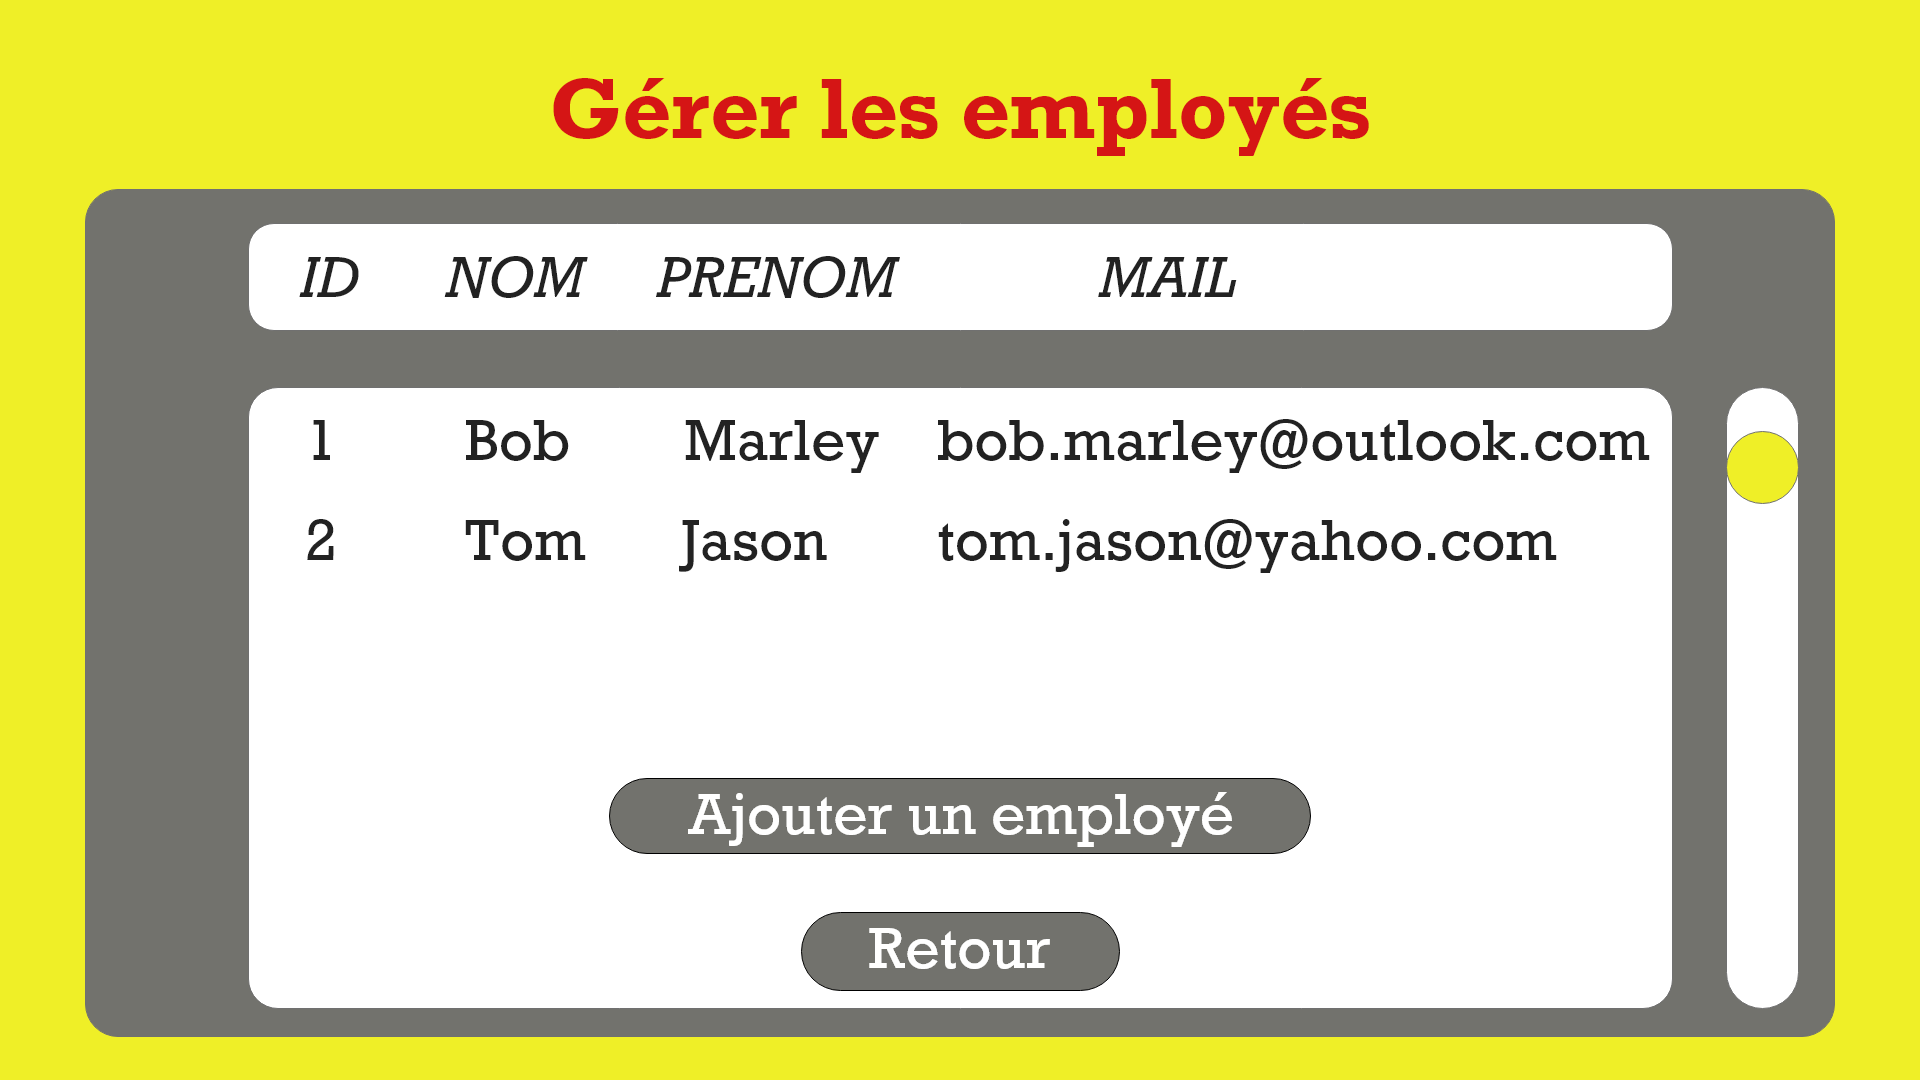 Gérer les employés
ID NOM PRENOM MAIL
1 Bob Marley bob.marley@outlook.com
2 Tom Jason tom.jason@yahoo.com
Ajouter un employé
Retour